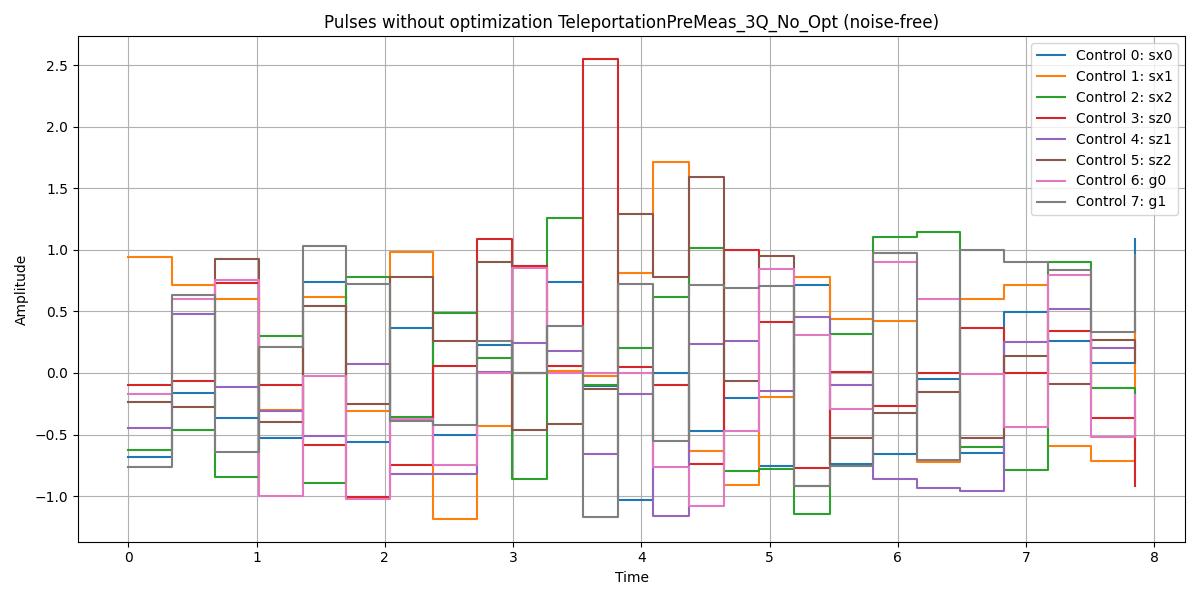 Pulses without optimization TeleportationPreMeas_3Q_No_Opt (noise-free)
Control 0: sx0
Control 1: sx1
Control 2: sx2
Control 3: sz0
Control 4: sz1
Control 5: sz2
Control 6: g0
Control 7: g1
Amplitude
2.5
2.0
1.5
1.0
0.5
0.0
−0.5
−1.0
0 1 2 3 4 5 6 7 8
Time